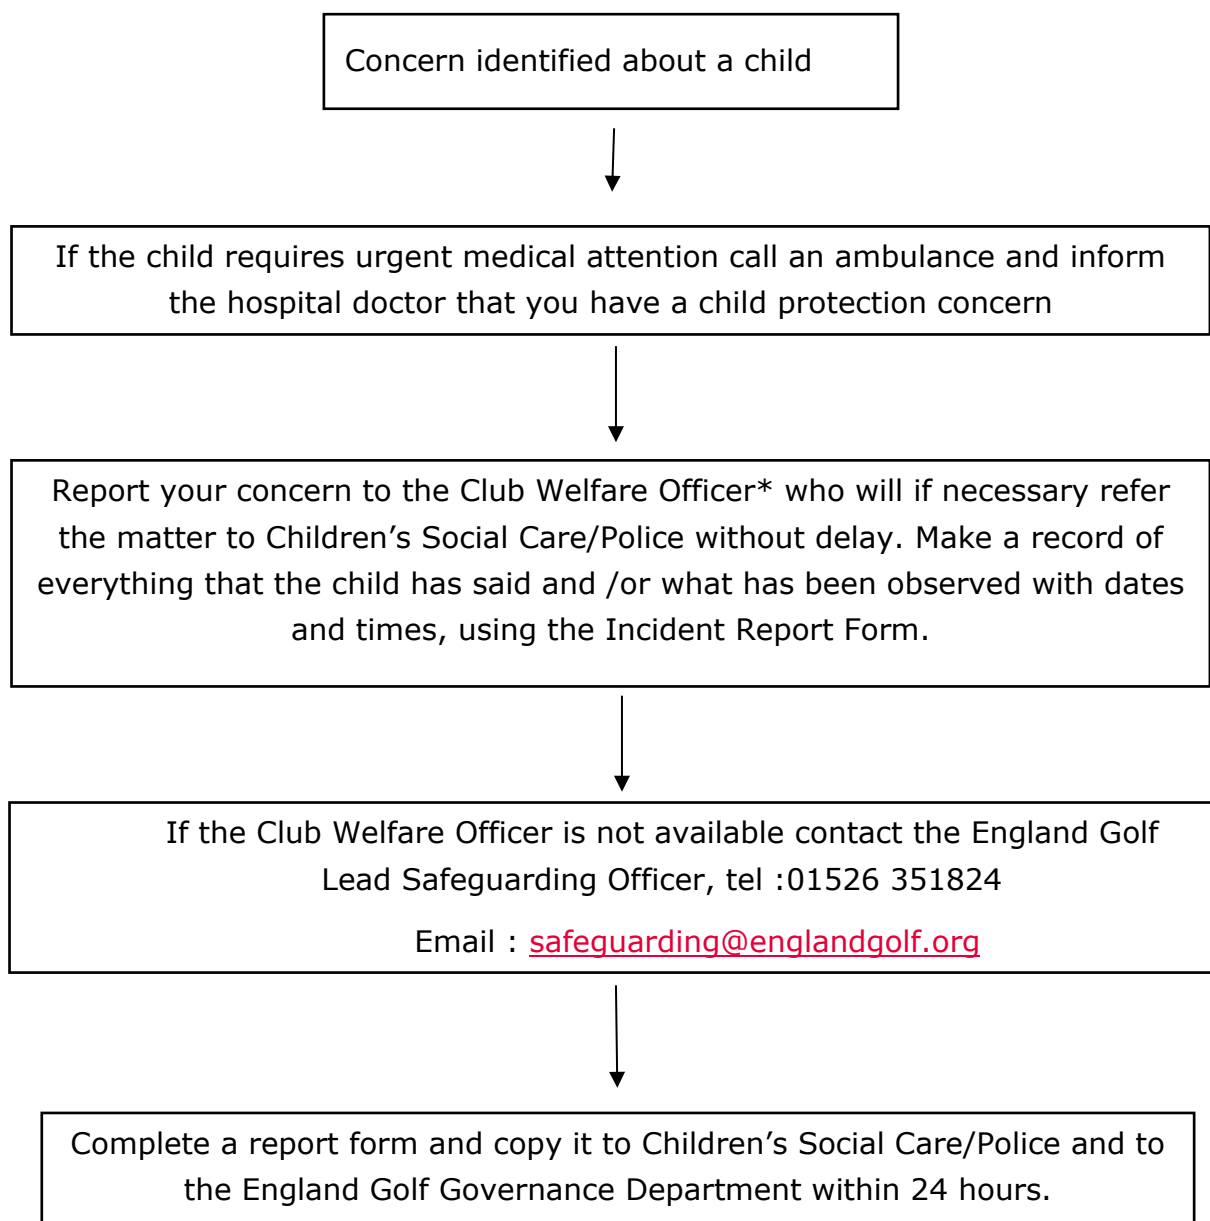 Concern identified about a child
If the child requires urgent medical attention call an ambulance and inform
the hospital doctor that you have a child protection concern
Report your concern to the Club Welfare Officer* who will if necessary refer
the matter to Children’s Social Care/Police without delay. Make a record of
everything that the child has said and /or what has been observed with dates
and times, using the Incident Report Form.
If the Club Welfare Officer is not available contact the England Golf
Lead Safeguarding Officer, tel :01526 351824
Email : safeguarding@englandgolf.org
Complete a report form and copy it to Children’s Social Care/Police and to
the England Golf Governance Department within 24 hours.